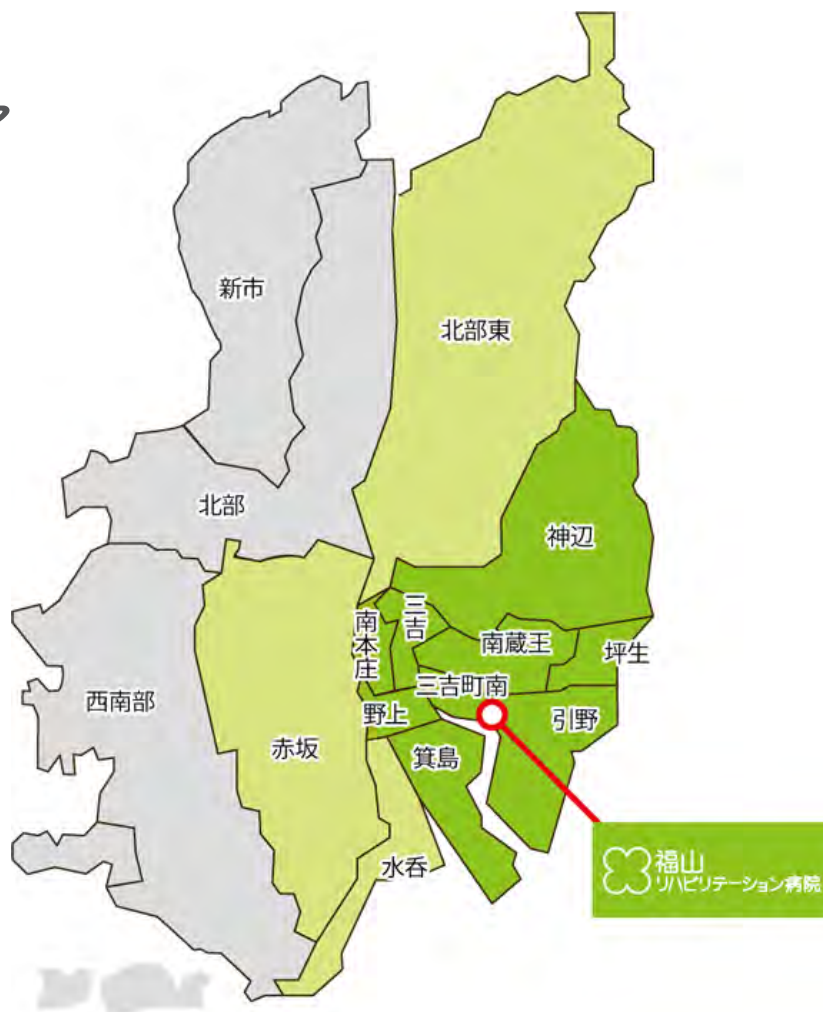 新市
北部東
北部
神辺
三吉
南本庄
南蔵王
坪生
三吉町南
西南部
野上
引野
赤坂
箕島
水呑
福山
リハビリテーション病院